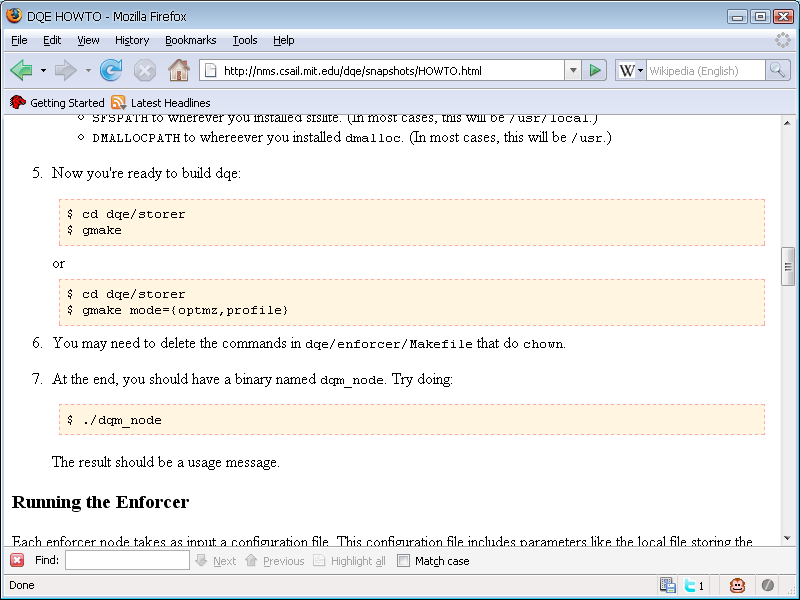 DQE HOWTO - Mozilla Firefox
File Edit View History Bookmarks Tools Help
http://nms.csail.mit.edu/dqe/snapshots/HOWTO.html
W Wikipedia (English)
Getting Started Latest Headlines
SFSPATH to wherever you installed sfslite. (In most cases, this will be /usr/local.)
DMALLOCPATH to whereever you installed dmalloc. (In most cases, this will be /usr.)
5. Now you're ready to build dqe:
$ cd dqe/storer
$ gmake
or
$ cd dqe/storer
$ gmake mode={optmz,profile}
6. You may need to delete the commands in dqe/enforcer/Makefile that do chown.
7. At the end, you should have a binary named dqm_node. Try doing:
$ ./dqm_node
The result should be a usage message.
Running the Enforcer
Each enforcer node takes as input a configuration file. This configuration file includes parameters like the local file storing the
Find: Next Previous Highlight all Match case
Done 1